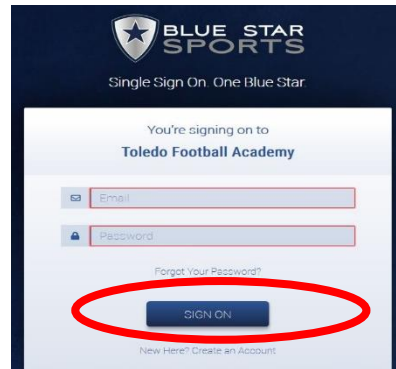 BLUE STAR
SPORTS
Single Sign On. One Blue Star.
You're signing on to
Toledo Football Academy
Email
Password
Forgot Your Password?
SIGN ON
New Here? Create an Account